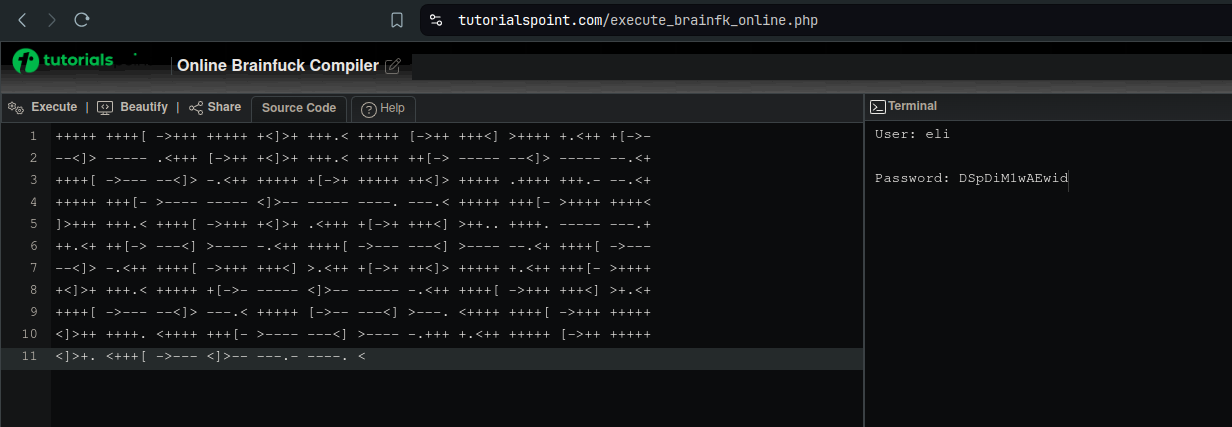 tutorialspoint.com/execute_brainfk_online.php
tutorials
Online Brainfuck Compiler
Execute | Beautify | Share Source Code Help
Terminal
1 +++++ ++++[ ->+++ +++++ +<]>+ +++.< +++++ [->++ +++<] >++++ +.<++ +[->-
2 --<]> ----- .<+++ [->++ +<]>+ +++.< +++++ ++[-> ----- --<]> ----- --.<+
3 ++++[ ->--- --<]> -.<++ +++++ +[->+ +++++ ++<]> +++++ .++++ +++.- --.<+
4 +++++ +++[- >---- ----- <]>-- ----- ----. ---.< +++++ +++[- >++++ ++++<
5 ]>+++ +++.< ++++[ ->+++ +<]>+ .<+++ +[->+ +++<] >++.. ++++. ----- ---.+
6 ++.<+ ++[-> ---<] >---- -.<++ ++++[ ->--- ---<] >---- --.<+ ++++[ ->---
7 --<]> -.<++ ++++[ ->+++ +++<] >.<++ +[->+ ++<]> +++++ +.<++ +++[- >++++
8 +<]>+ +++.< +++++ +[->- ----- <]>-- ----- -.<++ ++++[ ->+++ +++<] >+.<+
9 ++++[ ->--- --<]> ---.< +++++ [->-- ---<] >---. <++++ ++++[ ->+++ +++++
10 <]>++ ++++. <++++ +++[- >---- ---<] >---- -.+++ +.<++ +++++ [->++ +++++
11 <]>+. <+++[ ->--- <]>-- ---.- ----. <
User: eli
Password: DSpDiM1wAEwid